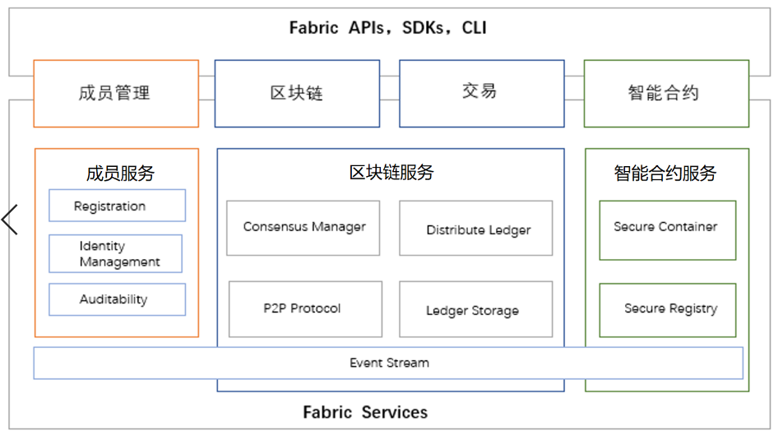 Fabric APIs，SDKs，CLI
成员管理
区块链
交易
智能合约
成员服务
区块链服务
智能合约服务
Registration
Identity
Management
Auditability
Consensus Manager
Distribute Ledger
P2P Protocol
Ledger Storage
Secure Container
Secure Registry
Event Stream
Fabric Services